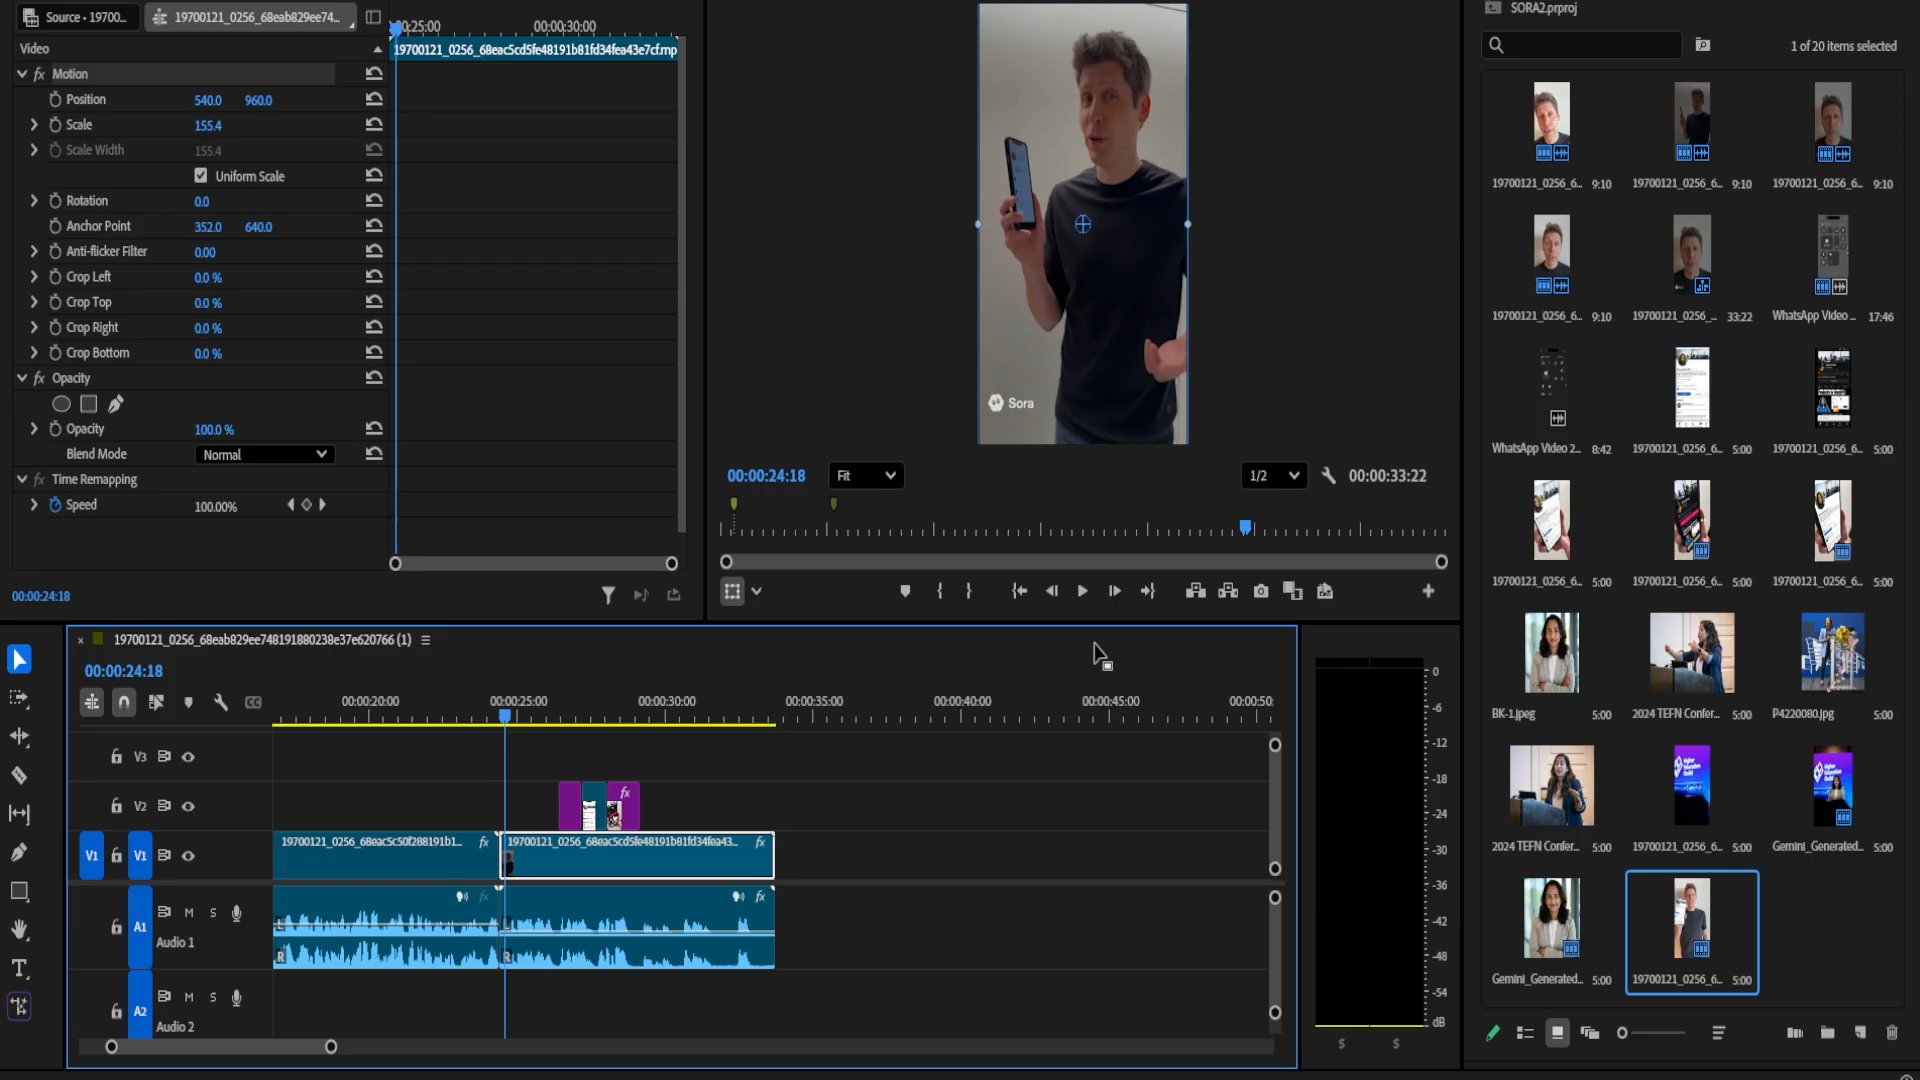 Source • 19700...
19700121_0256_68eab829ee74...
00:25:00
00:00:30:00
Video
19700121_0256_68eac5cd5fe48191b81fd34fea43e7cf.mp
fx Motion
Position 540.0 960.0
Scale 155.4
Scale Width 155.4
Uniform Scale
Rotation 0.0
Anchor Point 352.0 640.0
Anti-flicker Filter 0.00
Crop Left 0.0 %
Crop Top 0.0 %
Crop Right 0.0 %
Crop Bottom 0.0 %
fx Opacity
Opacity 100.0 %
Blend Mode Normal
fx Time Remapping
Speed 100.00%
00:00:24:18
Sora
00:00:24:18 Fit 1/2 00:00:33:22
SORA2.prproj
1 of 20 items selected
19700121_0256_6... 9:10
19700121_0256_6... 9:10
19700121_0256_6... 9:10
19700121_0256_6... 9:10
19700121_0256_... 33:22
WhatsApp Video ... 17:46
WhatsApp Video 2... 8:42
19700121_0256_6... 5:00
19700121_0256_6... 5:00
19700121_0256_6... 5:00
19700121_0256_6... 5:00
19700121_0256_6... 5:00
BK-1.jpeg 5:00
2024 TEFN Confer... 5:00
P4220080.jpg 5:00
Higher Education Guild
2024 TEFN Confer... 5:00
19700121_0256_6... 5:00
Gemini_Generated... 5:00
Gemini_Generated... 5:00
19700121_0256_6... 5:00
× 19700121_0256_68eab829ee748191880238e37e620766 (1)
00:00:24:18
00:00:20:00 00:00:25:00 00:00:30:00 00:00:35:00 00:00:40:00 00:00:45:00 00:00:50:
V3
V2
fx
V1 V1
19700121_0256_68eac5c50f288191b1... fx
19700121_0256_68eac5cd5fe48191b81fd34fea43... fx
A1 M S
Audio 1
fx fx
L L
R R
A2 M S
Audio 2
0
-6
-12
-18
-24
-30
-36
-42
-48
-54
dB
S S